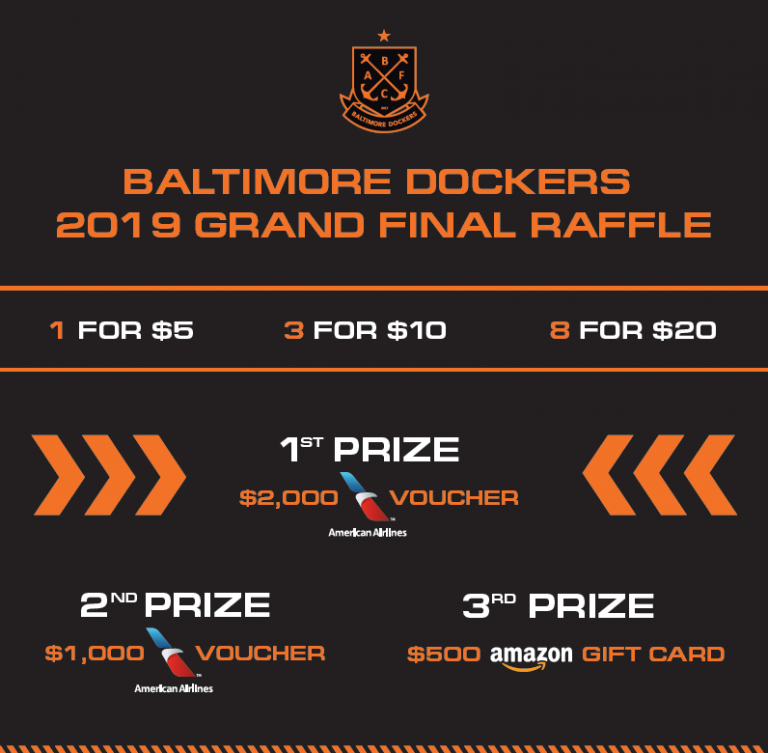 B
A F
C
BALTIMORE DOCKERS
BALTIMORE DOCKERS
2019 GRAND FINAL RAFFLE
1 FOR $5 3 FOR $10 8 FOR $20
1ST PRIZE
$2,000 VOUCHER
American Airlines
2ND PRIZE
$1,000 VOUCHER
American Airlines
3RD PRIZE
$500 amazon GIFT CARD